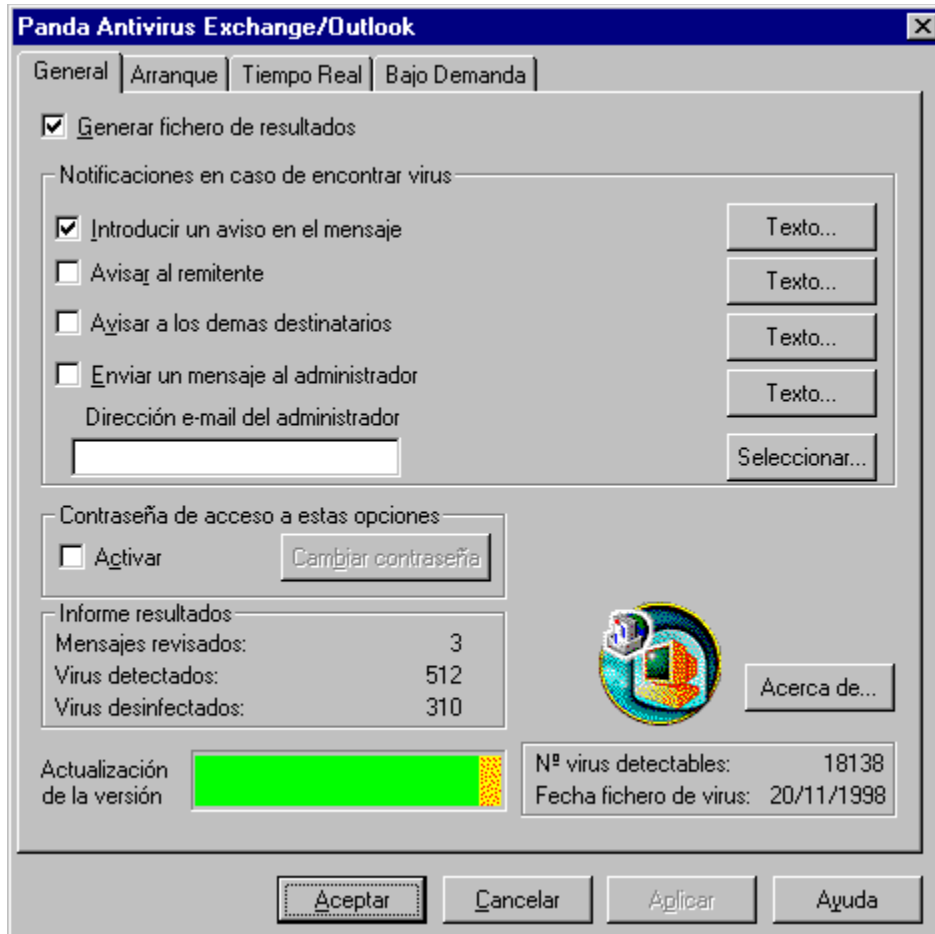 Panda Antivirus Exchange/Outlook
General Arranque Tiempo Real Bajo Demanda
Generar fichero de resultados
Notificaciones en caso de encontrar virus
Introducir un aviso en el mensaje Texto...
Avisar al remitente Texto...
Avisar a los demas destinatarios Texto...
Enviar un mensaje al administrador Texto...
Dirección e-mail del administrador
Seleccionar...
Contraseña de acceso a estas opciones
Activar Cambiar contraseña
Informe resultados
Mensajes revisados: 3
Virus detectados: 512
Virus desinfectados: 310
Acerca de...
Actualización
de la versión
Nº virus detectables: 18138
Fecha fichero de virus: 20/11/1998
Aceptar Cancelar Aplicar Ayuda